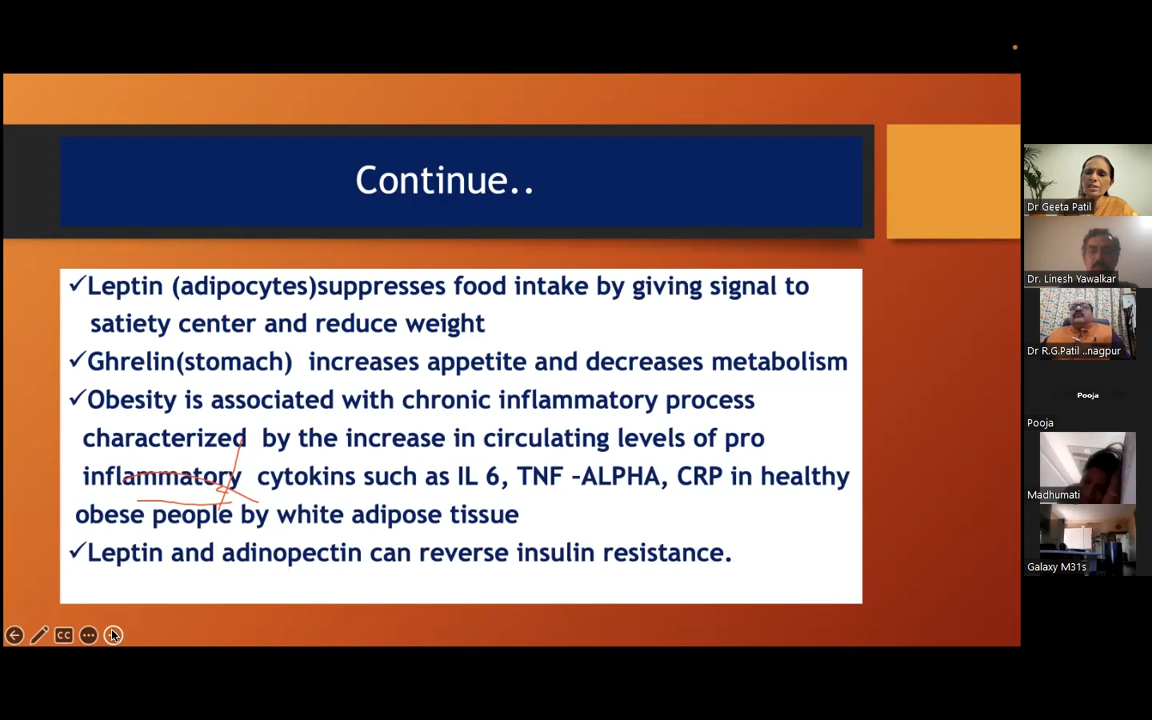 Continue..
✓Leptin (adipocytes)suppresses food intake by giving signal to
satiety center and reduce weight
✓Ghrelin(stomach) increases appetite and decreases metabolism
✓Obesity is associated with chronic inflammatory process
characterized by the increase in circulating levels of pro
inflammatory cytokins such as IL 6, TNF -ALPHA, CRP in healthy
obese people by white adipose tissue
✓Leptin and adinopectin can reverse insulin resistance.
CC
Dr Geeta Patil
Dr. Linesh Yawalkar
Dr R.G.Patil ..nagpur
Pooja
Pooja
Madhumati
Galaxy M31s